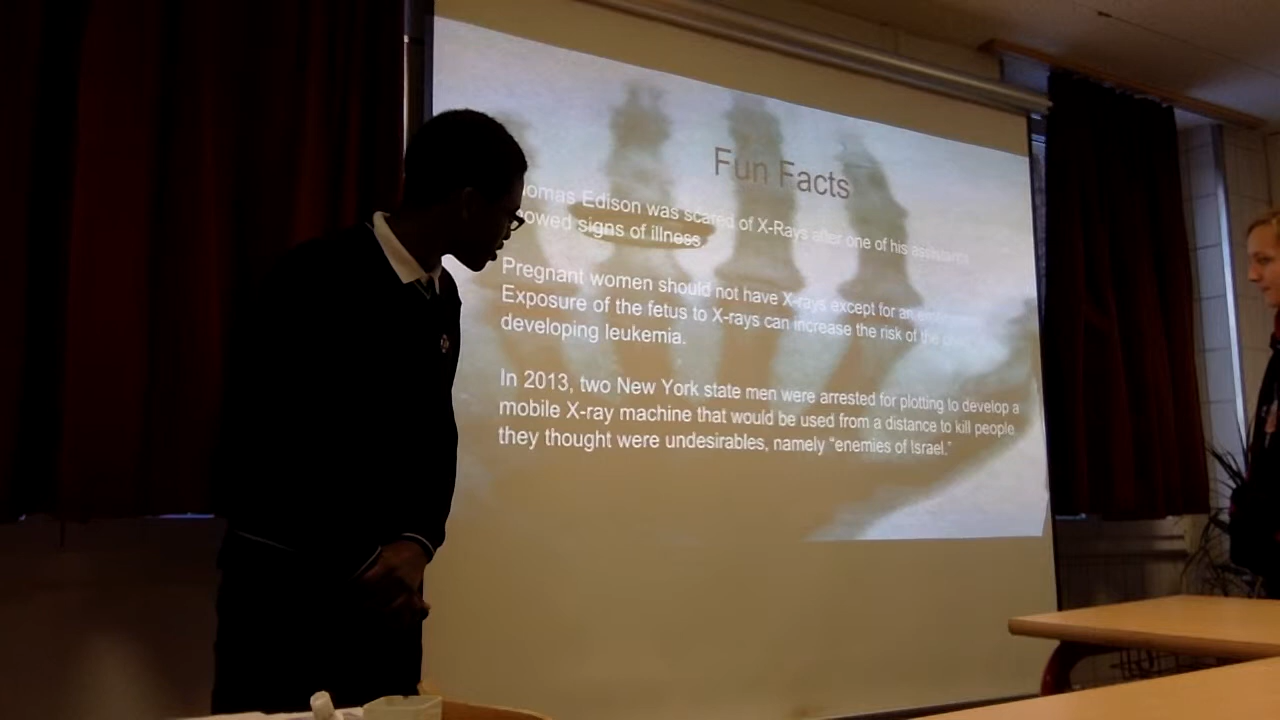 Fun Facts
omas Edison was scared of X-Rays after one of his assistants
owed signs of illness
Pregnant women should not have X-rays except for an
Exposure of the fetus to X-rays can increase the risk of the
developing leukemia.
In 2013, two New York state men were arrested for plotting to develop a
mobile X-ray machine that would be used from a distance to kill people
they thought were undesirables, namely “enemies of Israel.”